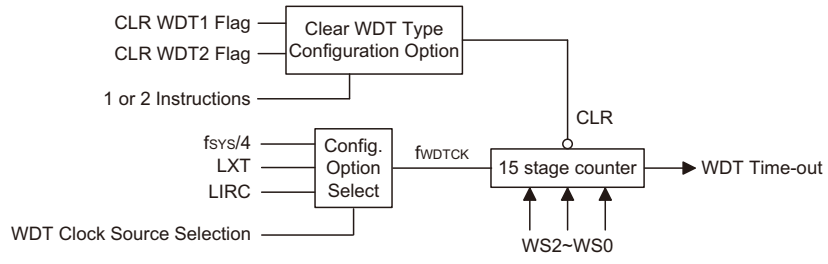 CLR WDT1 Flag
CLR WDT2 Flag
Clear WDT Type
Configuration Option
1 or 2 Instructions
CLR
fSYS/4
LXT
LIRC
Config.
Option
Select
fWDTCK
15 stage counter
WDT Time-out
WDT Clock Source Selection
WS2~WS0